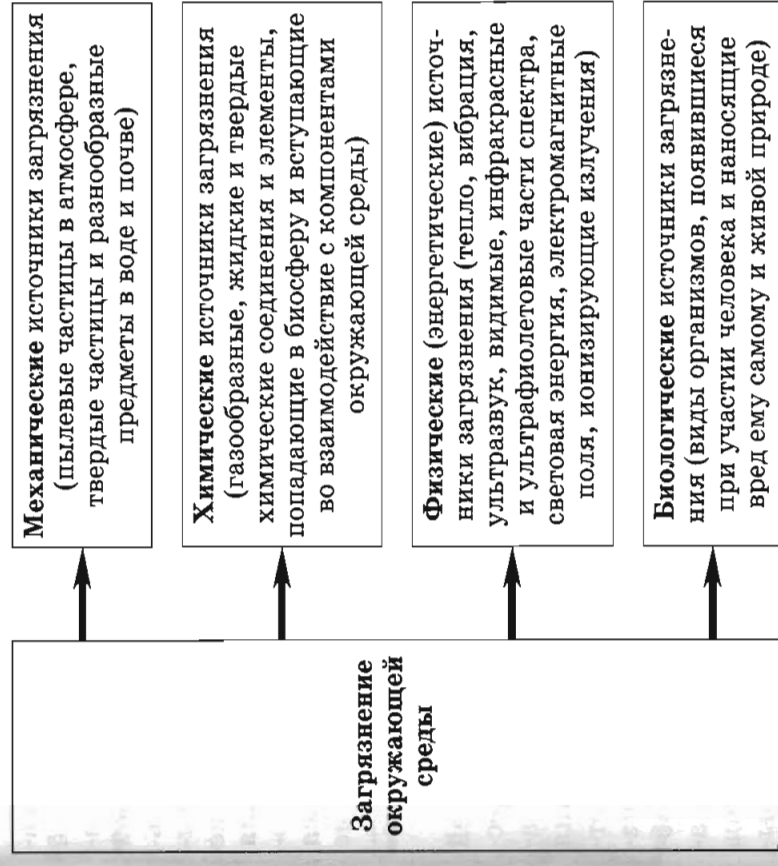 Загрязнение
окружающей
среды
Механические источники загрязнения
(пылевые частицы в атмосфере,
твердые частицы и разнообразные
предметы в воде и почве)
Химические источники загрязнения
(газообразные, жидкие и твердые
химические соединения и элементы,
попадающие в биосферу и вступающие
во взаимодействие с компонентами
окружающей среды)
Физические (энергетические) источ-
ники загрязнения (тепло, вибрация,
ультразвук, видимые, инфракрасные
и ультрафиолетовые части спектра,
световая энергия, электромагнитные
поля, ионизирующие излучения)
Биологические источники загрязне-
ния (виды организмов, появившиеся
при участии человека и наносящие
вред ему самому и живой природе)